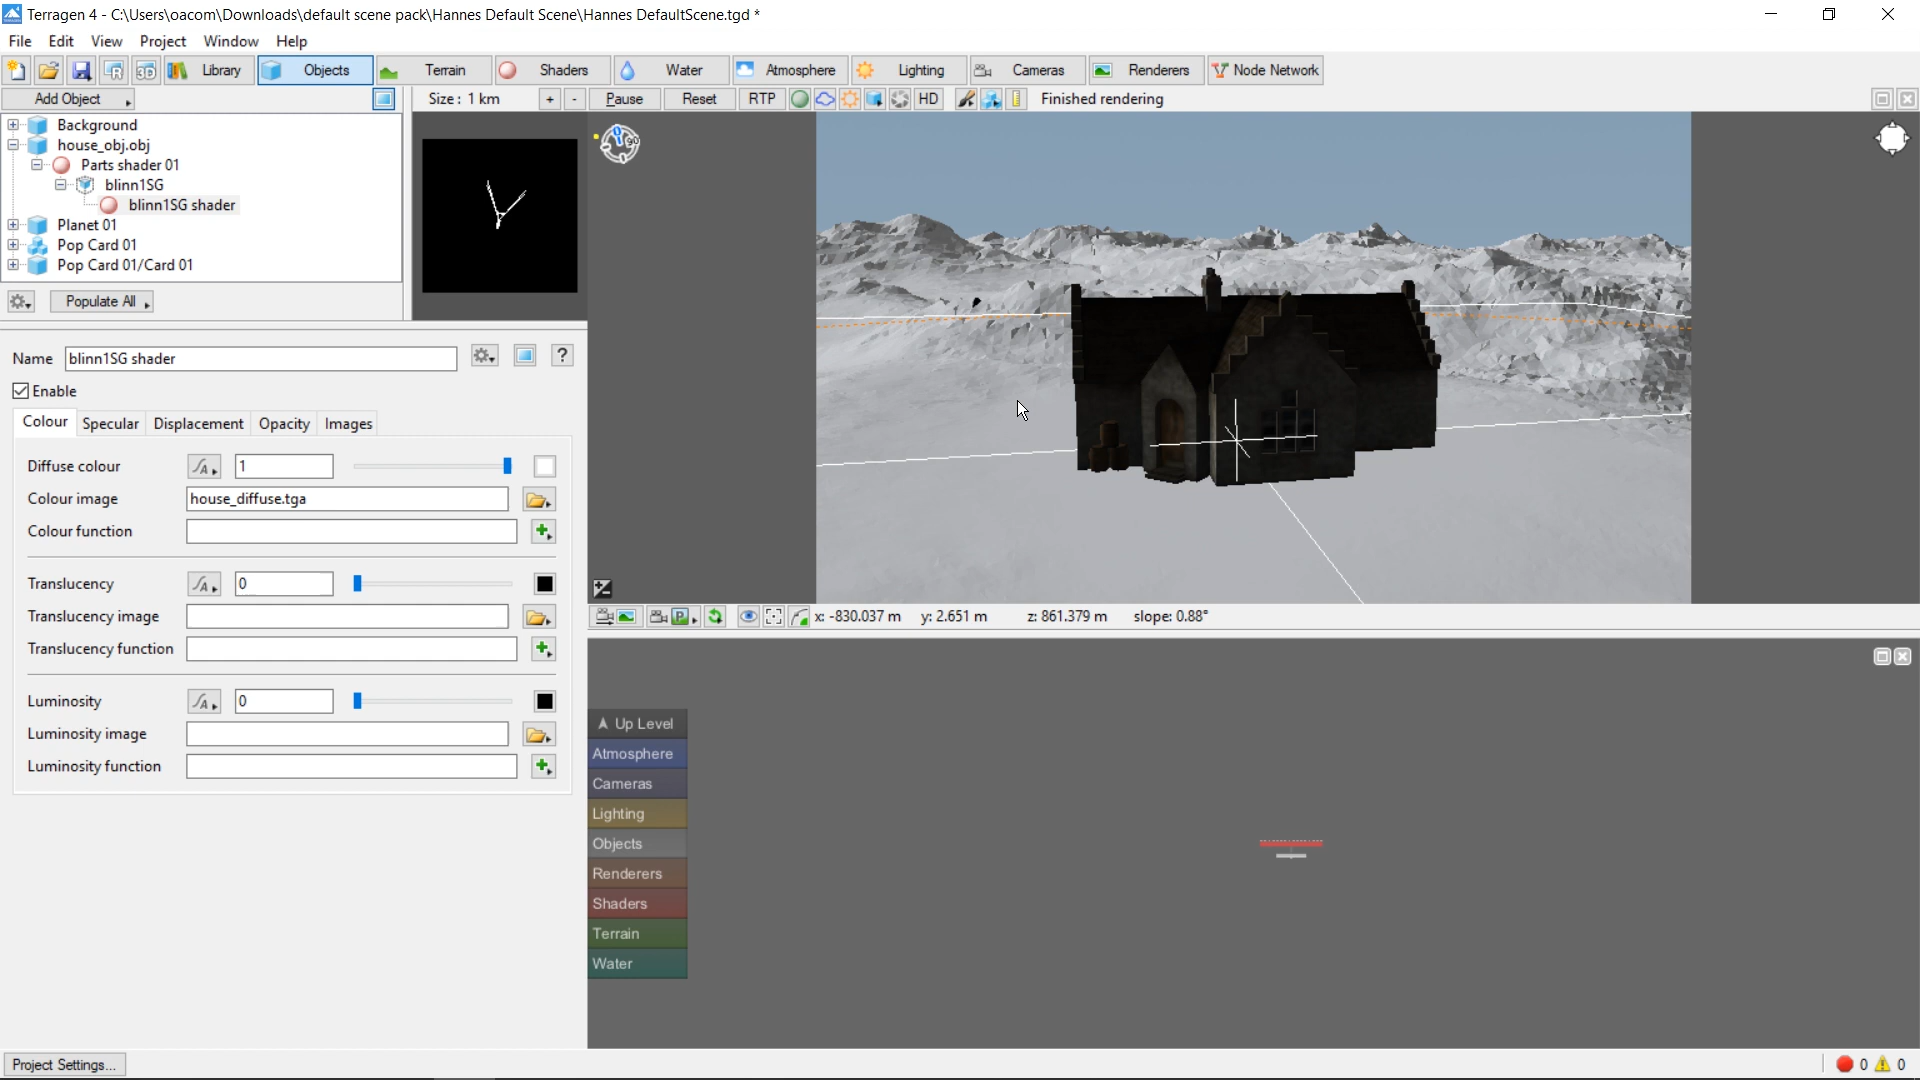 Terragen 4 - C:\Users\oacom\Downloads\default scene pack\Hannes Default Scene\Hannes DefaultScene.tgd *
File Edit View Project Window Help
Library Objects Terrain Shaders Water Atmosphere Lighting Cameras Renderers Node Network
Add Object Size : 1 km + - Pause Reset RTP HD Finished rendering
Background
house_obj.obj
Parts shader 01
blinn1SG
blinn1SG shader
Planet 01
Pop Card 01
Pop Card 01/Card 01
Populate All
Name blinn1SG shader ?
Enable
Colour Specular Displacement Opacity Images
Diffuse colour 1
Colour image house_diffuse.tga
Colour function
Translucency 0
Translucency image
Translucency function
Luminosity 0
Luminosity image
Luminosity function
x: -830.037 m y: 2.651 m z: 861.379 m slope: 0.88°
Up Level
Atmosphere
Cameras
Lighting
Objects
Renderers
Shaders
Terrain
Water
Project Settings... 0 0